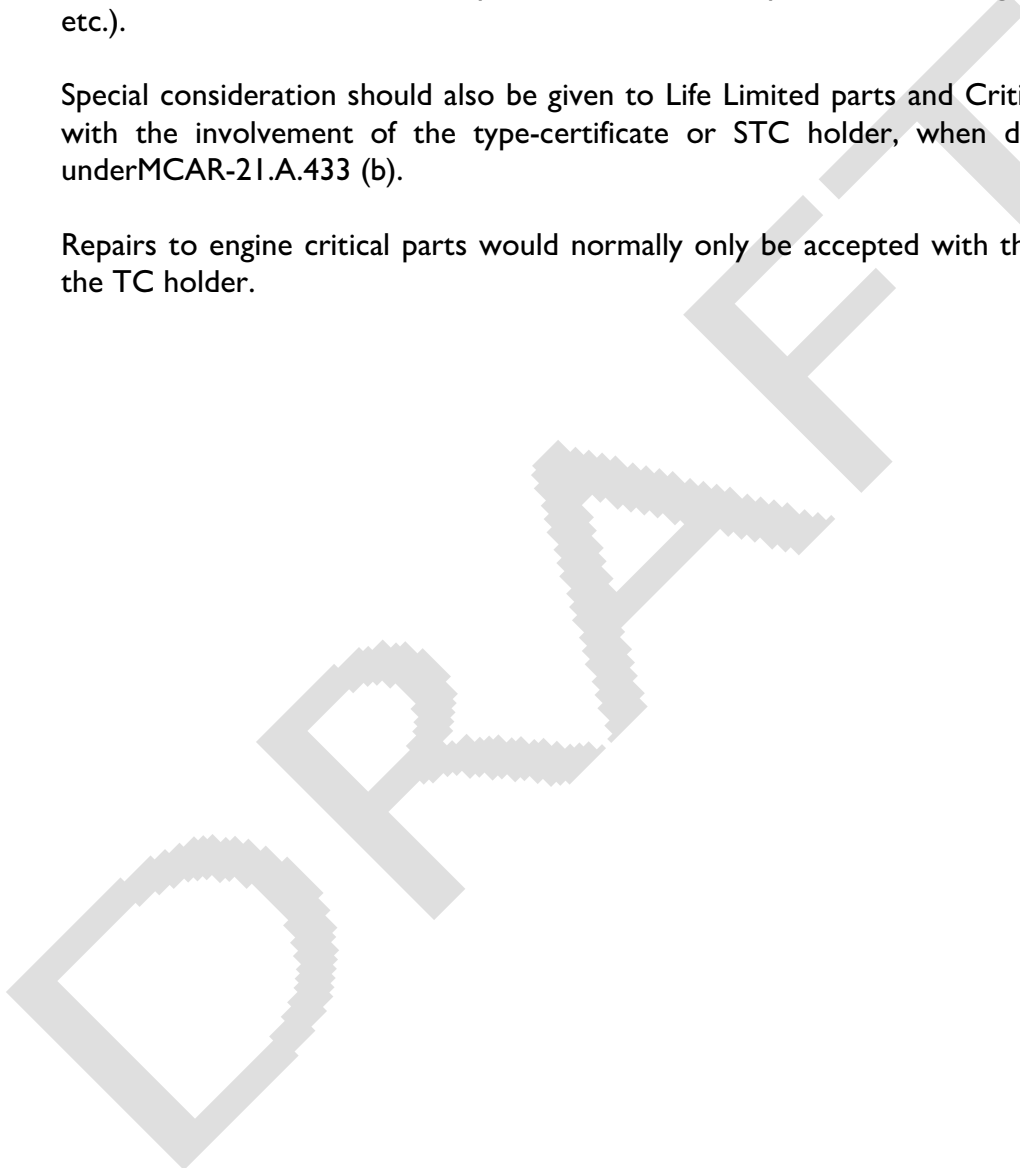 etc.).
Special consideration should also be given to Life Limited parts and
with the involvement of the type-certificate or STC holder, when
underMCAR-21.A.433 (b).
Repairs to engine critical parts would normally only be accepted with
the TC holder.
DRAFT